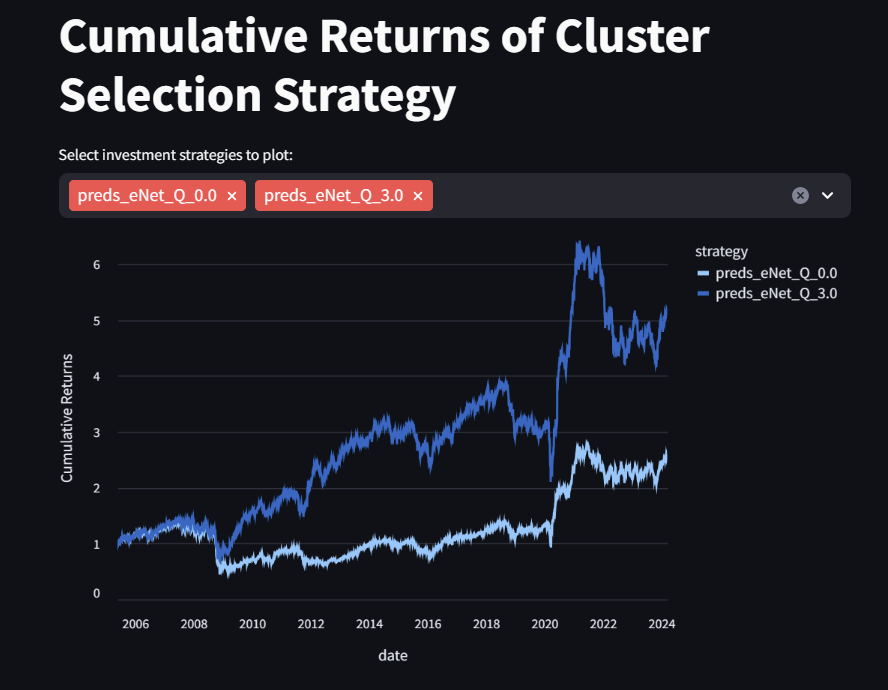 Cumulative Returns of Cluster
Selection Strategy
Select investment strategies to plot:
preds_eNet_Q_0.0 × preds_eNet_Q_3.0 ×
strategy
preds_eNet_Q_0.0
preds_eNet_Q_3.0
Cumulative Returns
6
5
4
3
2
1
0
2006 2008 2010 2012 2014 2016 2018 2020 2022 2024
date